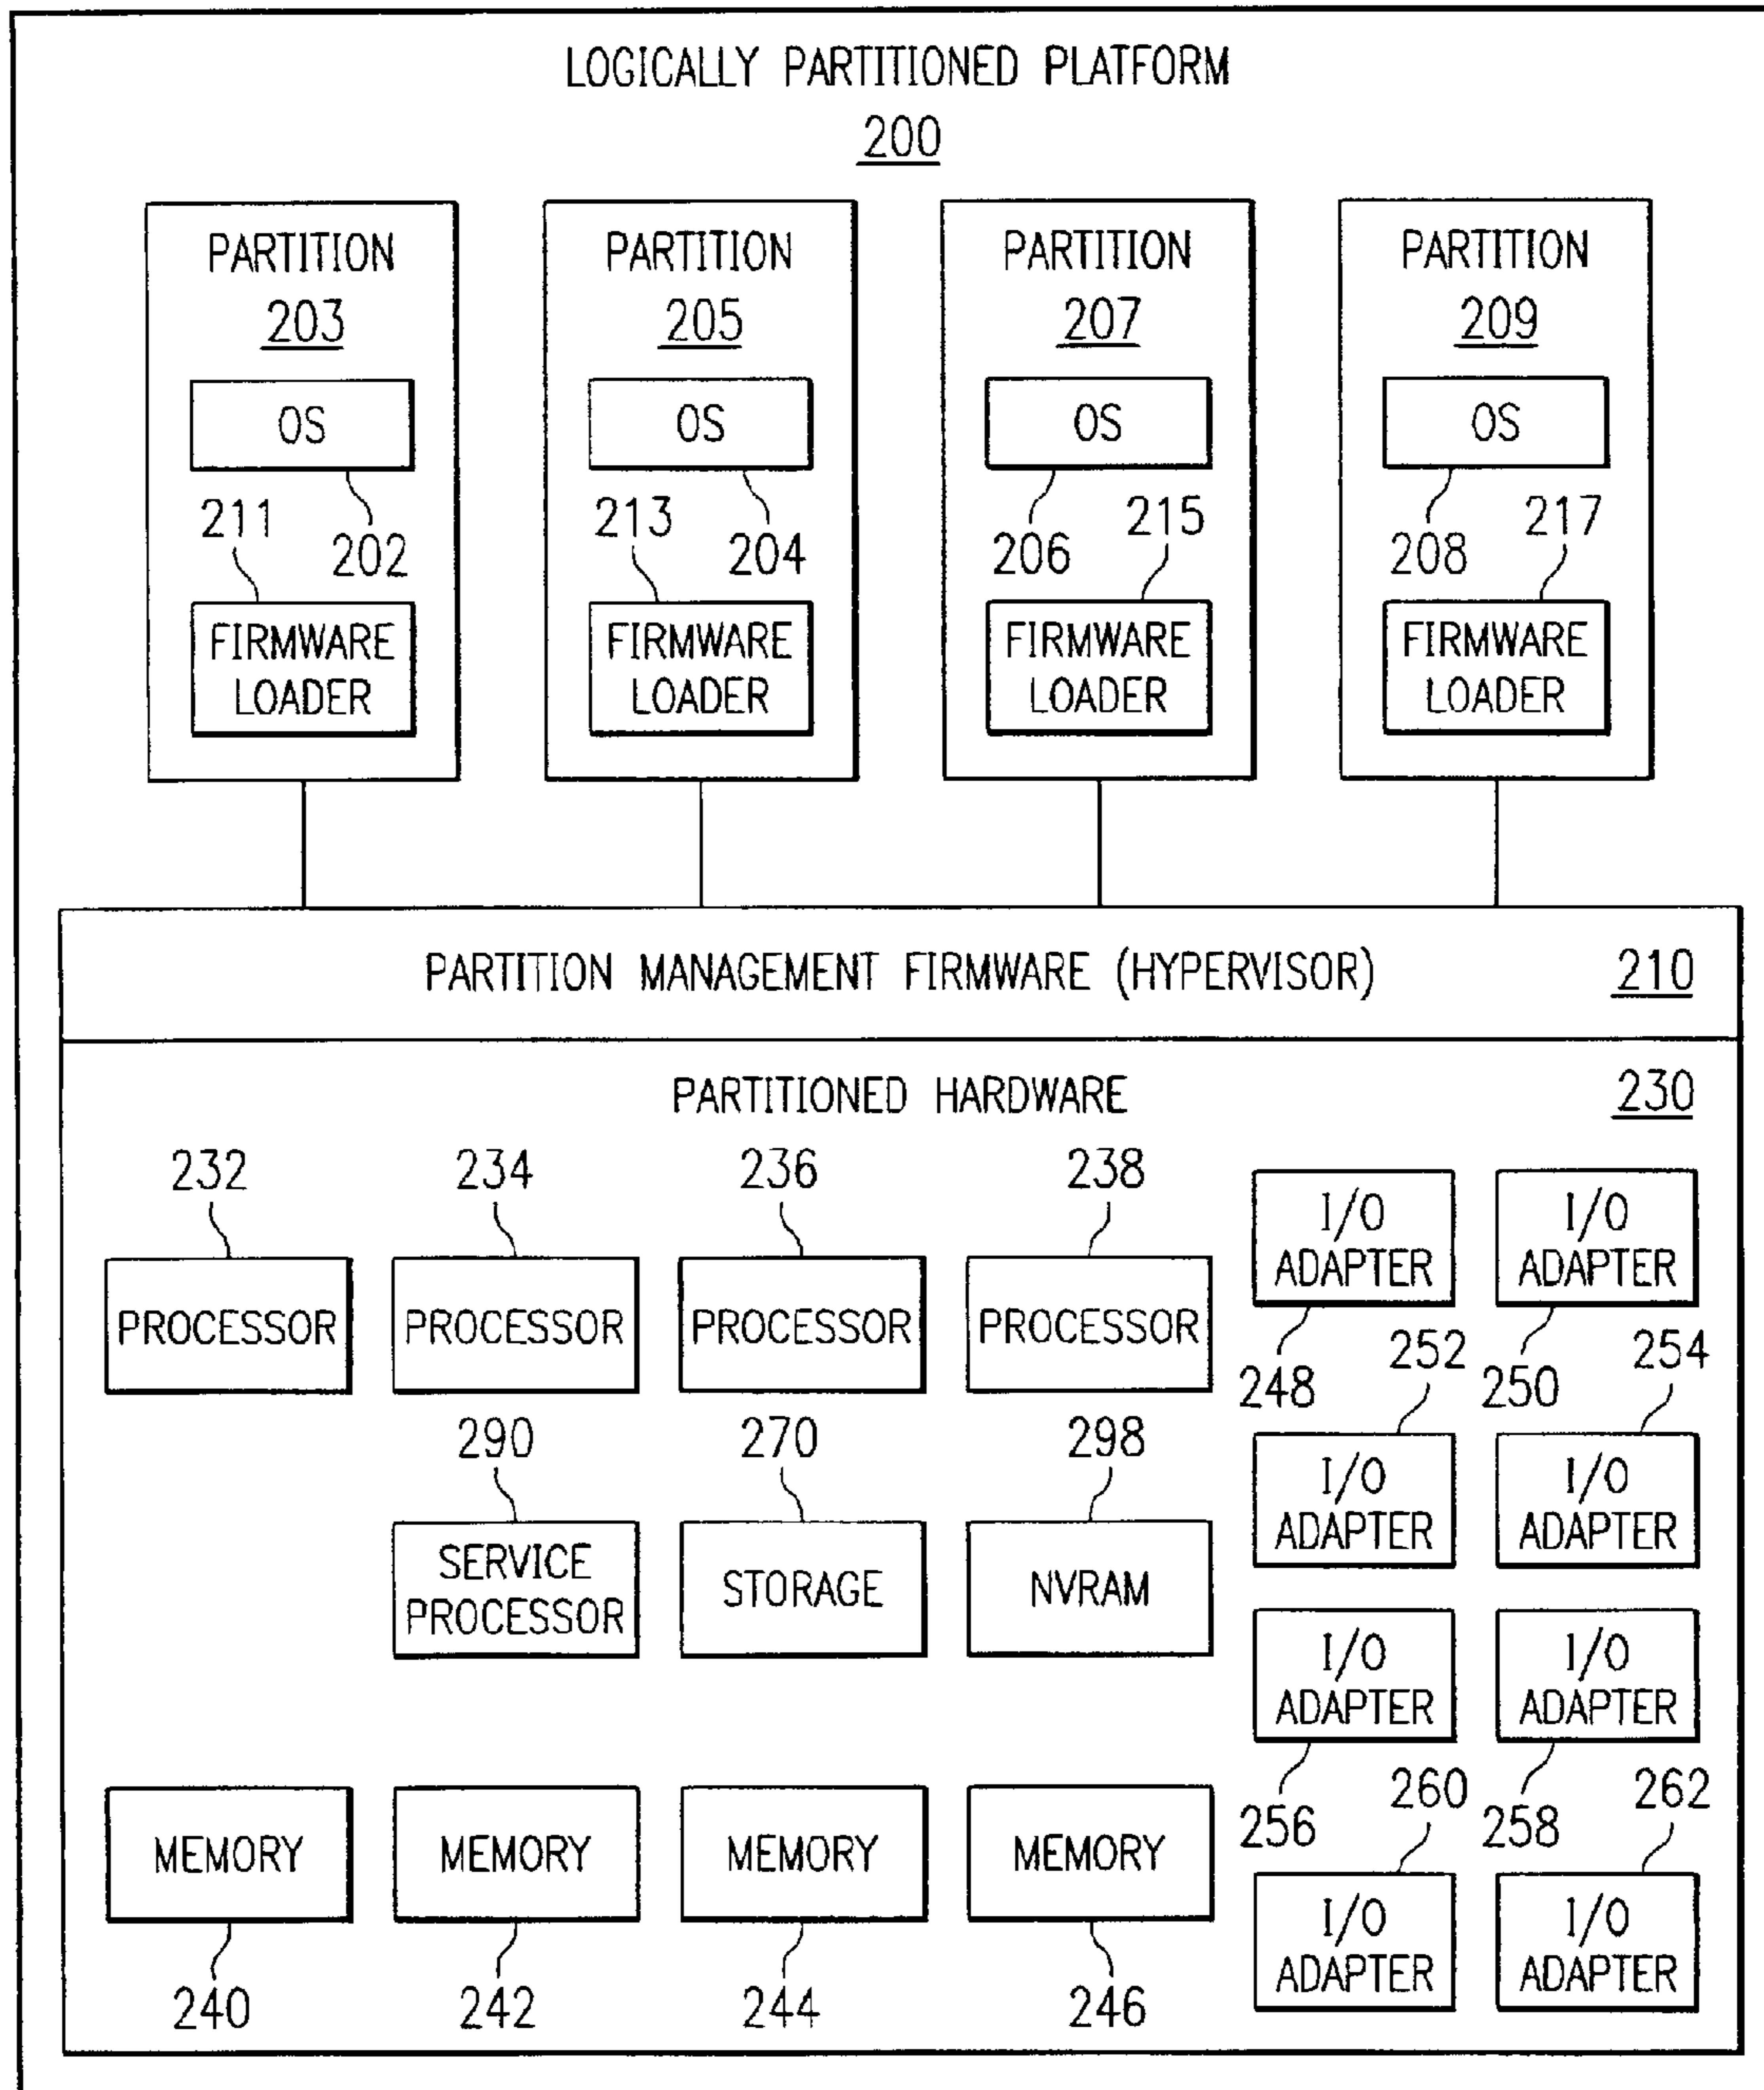 LOGICALLY PARTITIONED PLATFORM
200
PARTITION PARTITION PARTITION PARTITION
203 205 207 209
OS OS OS OS
211 202 213 204 206 215 208 217
FIRMWARE LOADER FIRMWARE LOADER FIRMWARE LOADER FIRMWARE LOADER
PARTITION MANAGEMENT FIRMWARE (HYPERVISOR) 210
PARTITIONED HARDWARE 230
232 234 236 238
PROCESSOR PROCESSOR PROCESSOR PROCESSOR
290 270 298
SERVICE PROCESSOR
STORAGE
NVRAM
MEMORY MEMORY MEMORY MEMORY
240 242 244 246
I/O ADAPTER I/O ADAPTER
248 252 250 254
I/O ADAPTER I/O ADAPTER
I/O ADAPTER I/O ADAPTER
256 260 258 262
I/O ADAPTER I/O ADAPTER